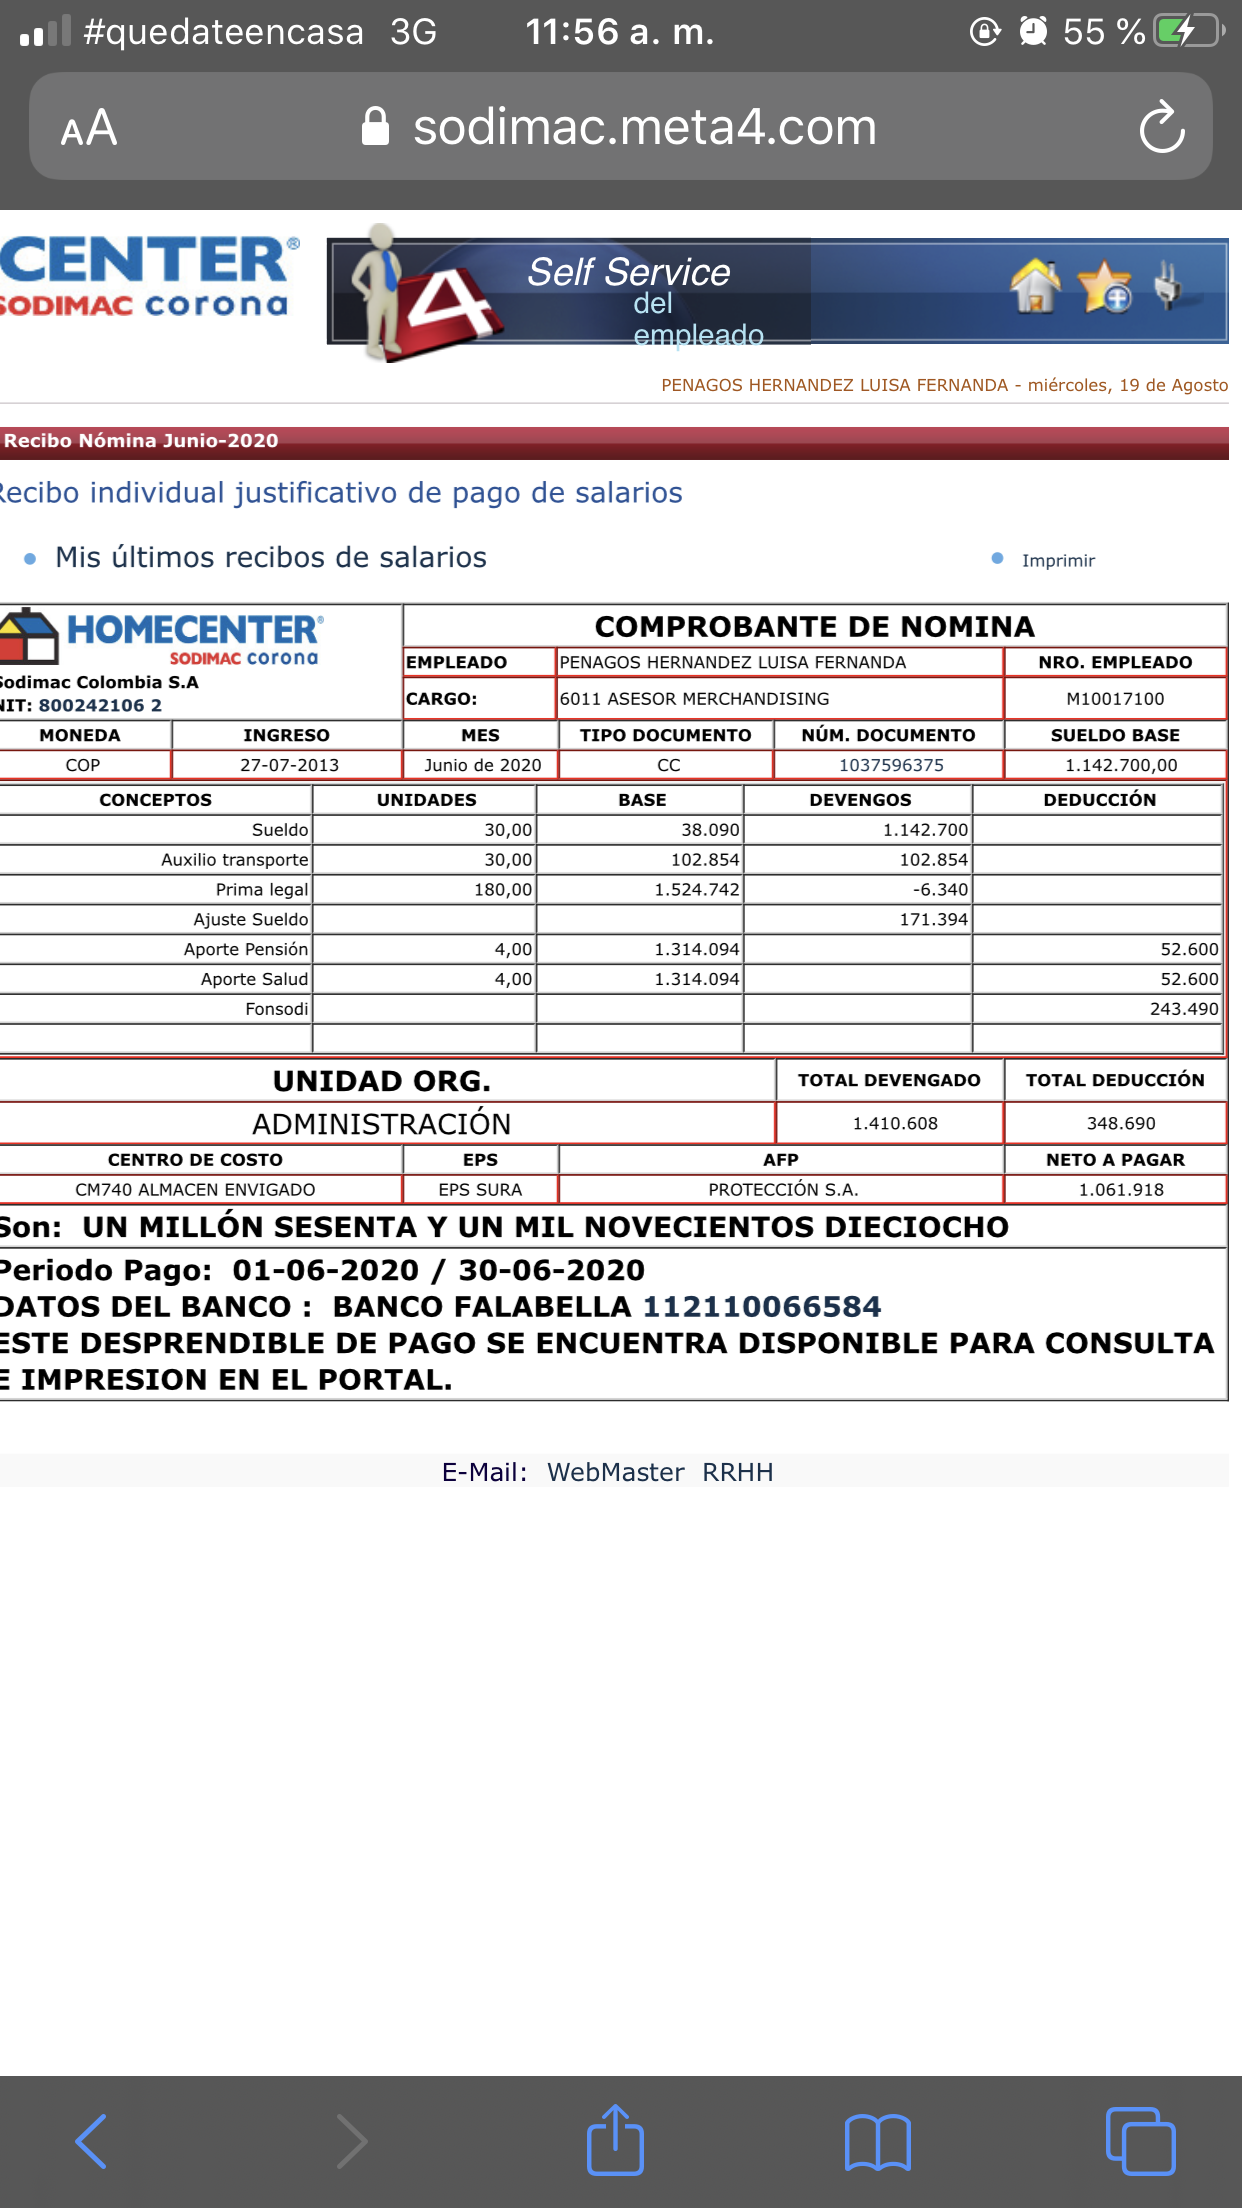 #quedateencasa 3G 11:56 a. m. 55 %
AA sodimac.meta4.com
CENTER®
SODIMAC corona
4
Self Service
del
empleado
PENAGOS HERNANDEZ LUISA FERNANDA - miércoles, 19 de Agosto
Recibo Nómina Junio-2020
Recibo individual justificativo de pago de salarios
Mis últimos recibos de salarios Imprimir
HOMECENTER®
SODIMAC corona
Sodimac Colombia S.A
NIT: 800242106 2
COMPROBANTE DE NOMINA
EMPLEADO PENAGOS HERNANDEZ LUISA FERNANDA NRO. EMPLEADO
CARGO: 6011 ASESOR MERCHANDISING M10017100
MONEDA INGRESO MES TIPO DOCUMENTO NÚM. DOCUMENTO SUELDO BASE
COP 27-07-2013 Junio de 2020 CC 1037596375 1.142.700,00
CONCEPTOS UNIDADES BASE DEVENGOS DEDUCCIÓN
Sueldo 30,00 38.090 1.142.700
Auxilio transporte 30,00 102.854 102.854
Prima legal 180,00 1.524.742 -6.340
Ajuste Sueldo 171.394
Aporte Pensión 4,00 1.314.094 52.600
Aporte Salud 4,00 1.314.094 52.600
Fonsodi 243.490
UNIDAD ORG. TOTAL DEVENGADO TOTAL DEDUCCIÓN
ADMINISTRACIÓN 1.410.608 348.690
CENTRO DE COSTO EPS AFP NETO A PAGAR
CM740 ALMACEN ENVIGADO EPS SURA PROTECCIÓN S.A. 1.061.918
Son: UN MILLÓN SESENTA Y UN MIL NOVECIENTOS DIECIOCHO
Periodo Pago: 01-06-2020 / 30-06-2020
DATOS DEL BANCO : BANCO FALABELLA 112110066584
ESTE DESPRENDIBLE DE PAGO SE ENCUENTRA DISPONIBLE PARA CONSULTA
E IMPRESION EN EL PORTAL.
E-Mail: WebMaster RRHH